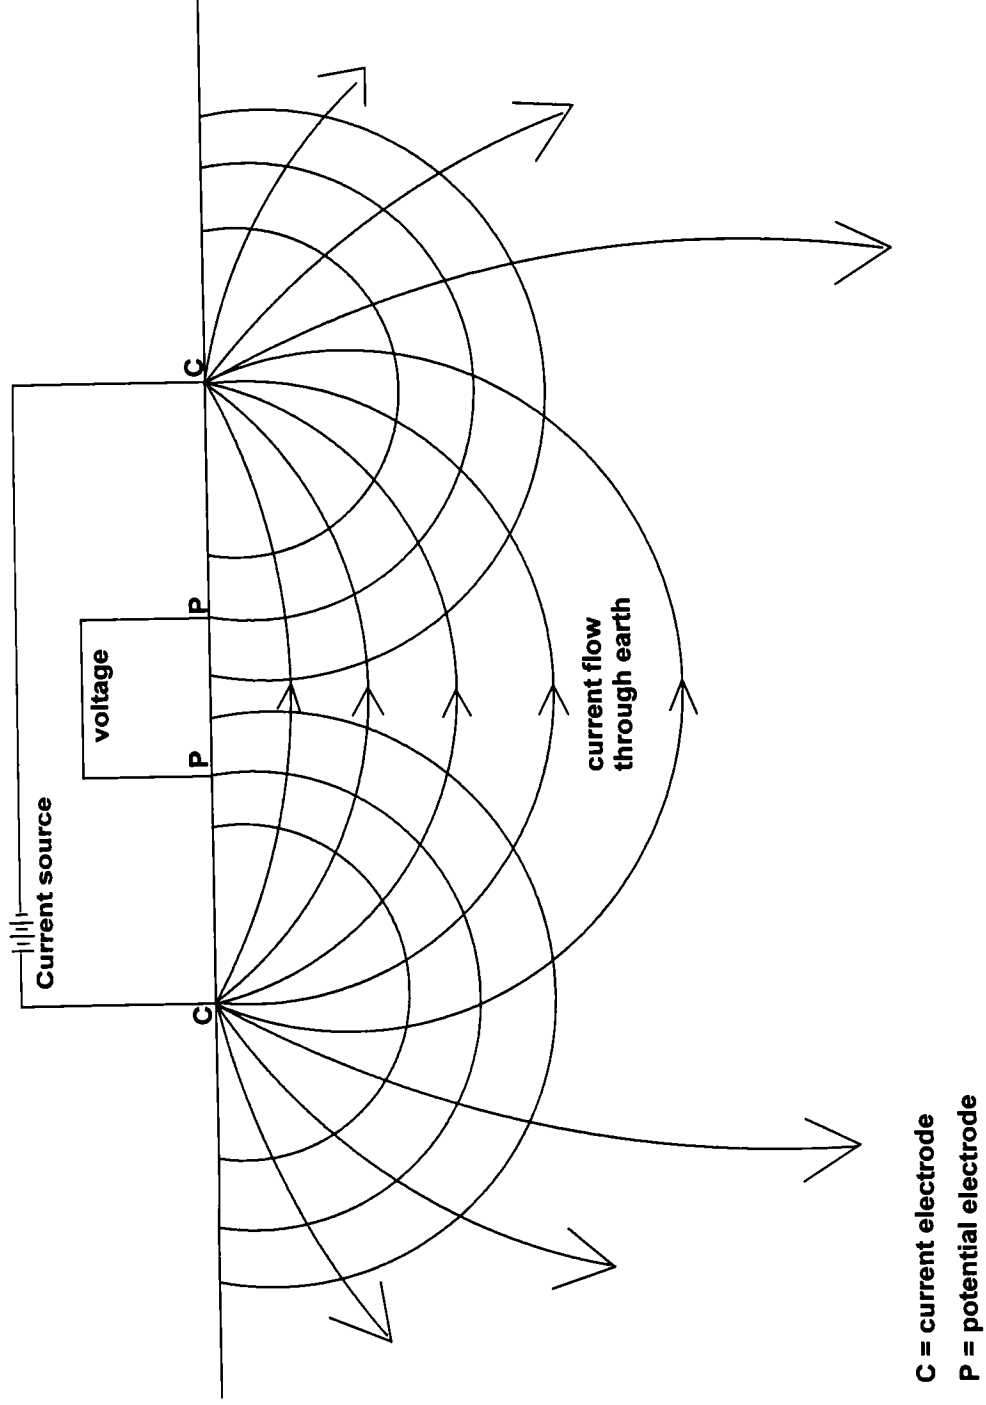 Current source
voltage
C
P
P
C
current flow
through earth
C = current electrode
P = potential electrode